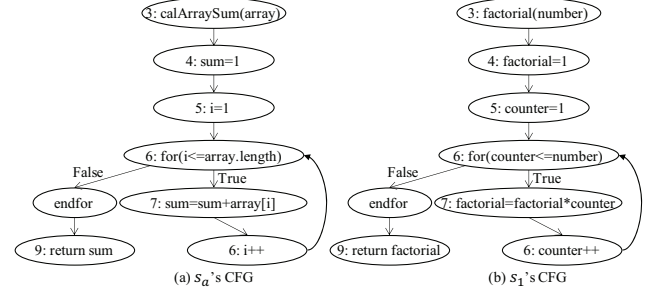 3: calArraySum(array)
4: sum=1
5: i=1
6: for(i<=array.length)
False
True
endfor
7: sum=sum+array[i]
9: return sum
6: i++
(a) sₐ's CFG
3: factorial(number)
4: factorial=1
5: counter=1
6: for(counter<=number)
False
True
endfor
7: factorial=factorial*counter
9: return factorial
6: counter++
(b) s₁'s CFG